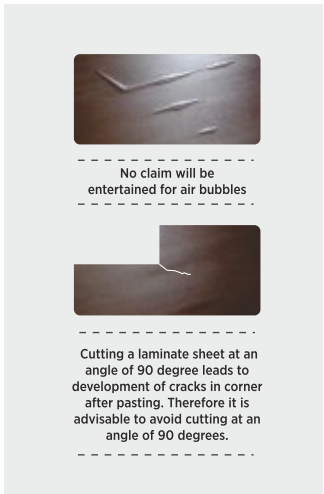 No claim will be
entertained for air bubbles
Cutting a laminate sheet at an
angle of 90 degree leads to
development of cracks in corner
after pasting. Therefore it is
advisable to avoid cutting at an
angle of 90 degrees.